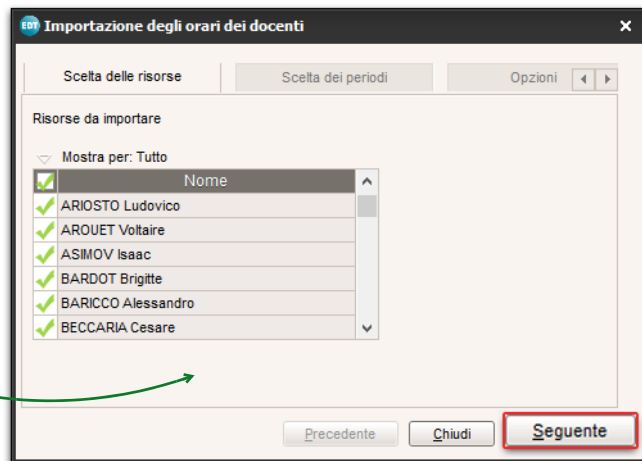 EDT Importazione degli orari dei docenti
Scelta delle risorse Scelta dei periodi Opzioni
Risorse da importare
Mostra per: Tutto
Nome
ARIOSTO Ludovico
AROUET Voltaire
ASIMOV Isaac
BARDOT Brigitte
BARICCO Alessandro
BECCARIA Cesare
Precedente Chiudi Seguente